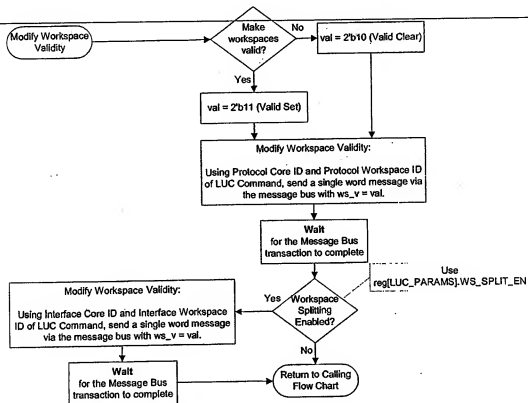 Modify Workspace
Validity
Make
workspaces
valid?
No
val = 2'b10 (Valid Clear)
Yes
val = 2'b11 (Valid Set)
Modify Workspace Validity:
Using Protocol Core ID and Protocol Workspace ID
of LUC Command, send a single word message via
the message bus with ws_v = val.
Wait
for the Message Bus
transaction to complete
Use
reg[LUC_PARAMS].WS_SPLIT_EN
Workspace
Splitting
Enabled?
Yes
Modify Workspace Validity:
Using Interface Core ID and Interface Workspace
ID of LUC Command, send a single word message
via the message bus with ws_v = val.
No
Wait
for the Message Bus
transaction to complete
Return to Calling
Flow Chart